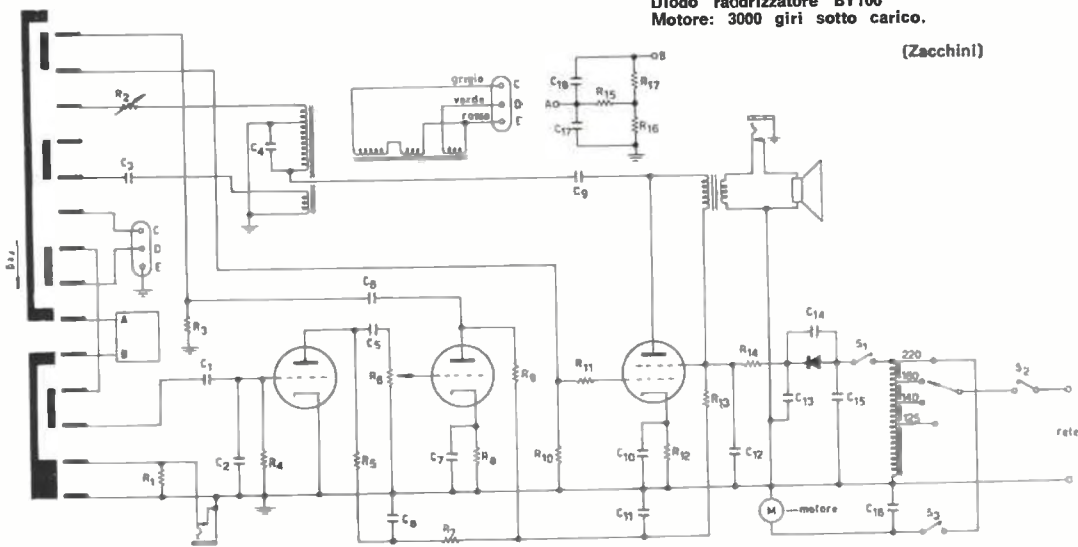 Diodo raddrizzatore BY100
Motore: 3000 giri sotto carico.
(Zacchini)
B
C18
R17
grigio
C
R2
verde
D
A
R15
rosso
E
C17
R16
C4
C3
C9
C
D
E
C6
C14
A
R3
C5
S1
220
B
R14
S2
C1
R11
160
R6
R9
R13
C13
C15
140
125
rete
C2
R4
R5
C7
R8
R10
C10
R12
C12
R1
C8
C11
M
motore
C16
R7
S3